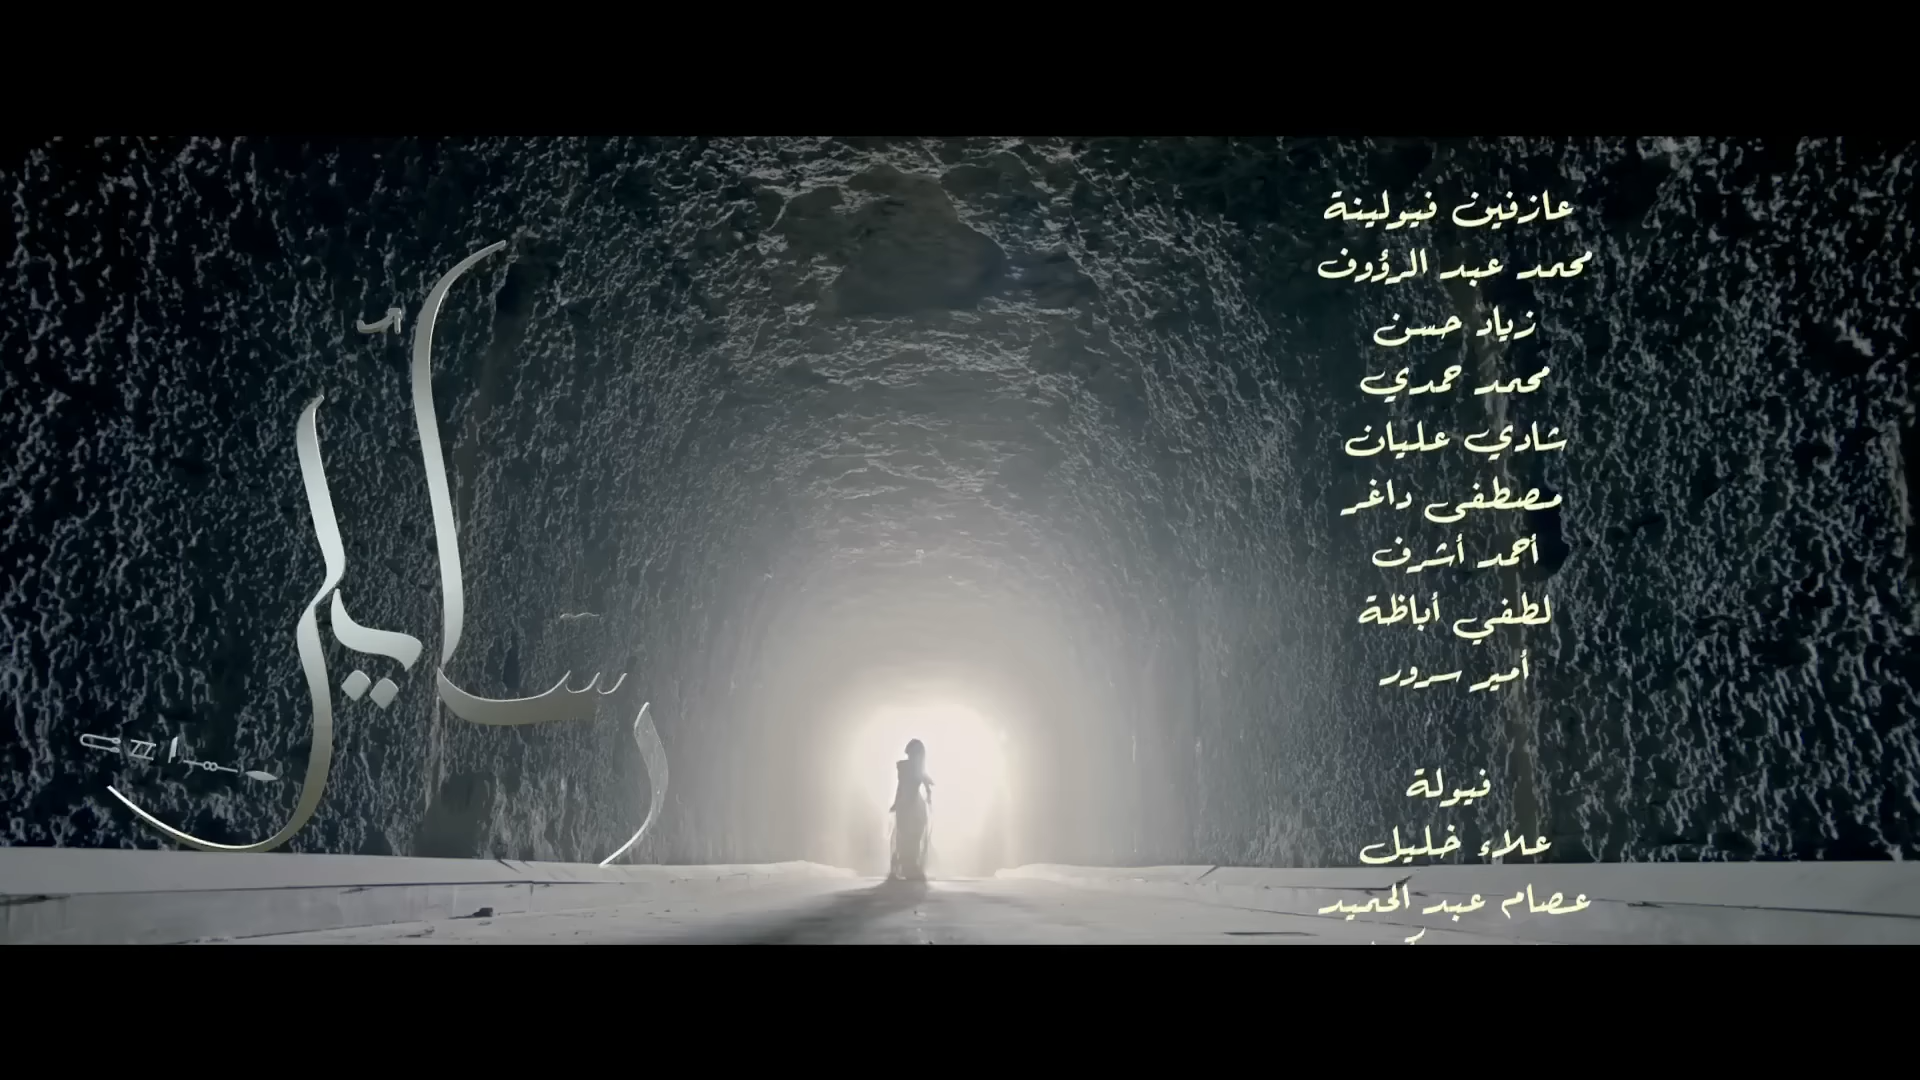 رسايل
عازفين فيولينة
محمد عبد الرؤوف
زياد حسن
محمد حمدي
شادي عليان
مصطفى داغر
أحمد أشرف
لطفي أباظة
أمير سرور
فيولة
علاء خليل
عصام عبد الحميد